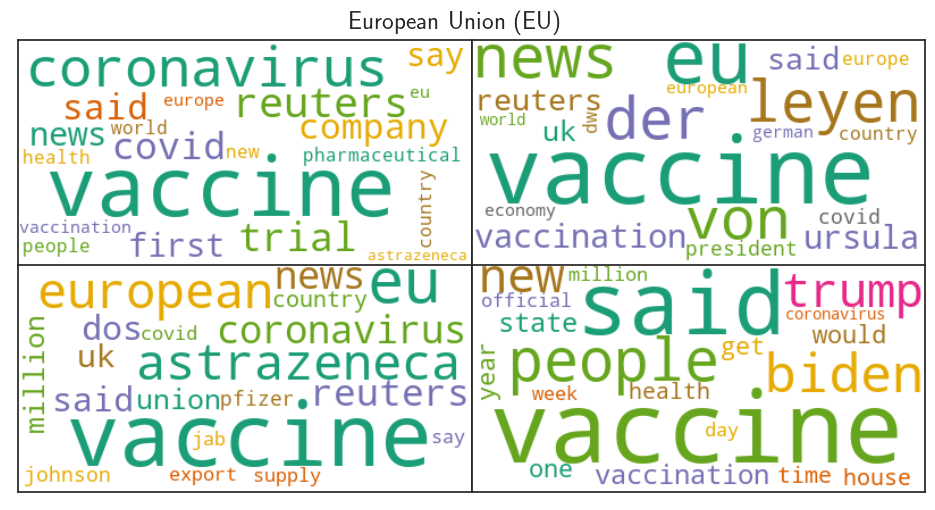 European Union (EU)
coronavirus say
said europe reuters eu
news world company
covid new
health pharmaceutical
vaccine country
vaccination
people first trial astrazeneca
news eu said europe
european
reuters leyen
world uk dwg der german country
vaccine
economy von covid
vaccination president ursula
european news eu
country
dos covid coronavirus
uk astrazeneca
million
said union pfizer reuters
vaccine jab say
johnson export supply
new million said trump
official coronavirus
state would
people get
year biden
week health
vaccine day
one vaccination time house